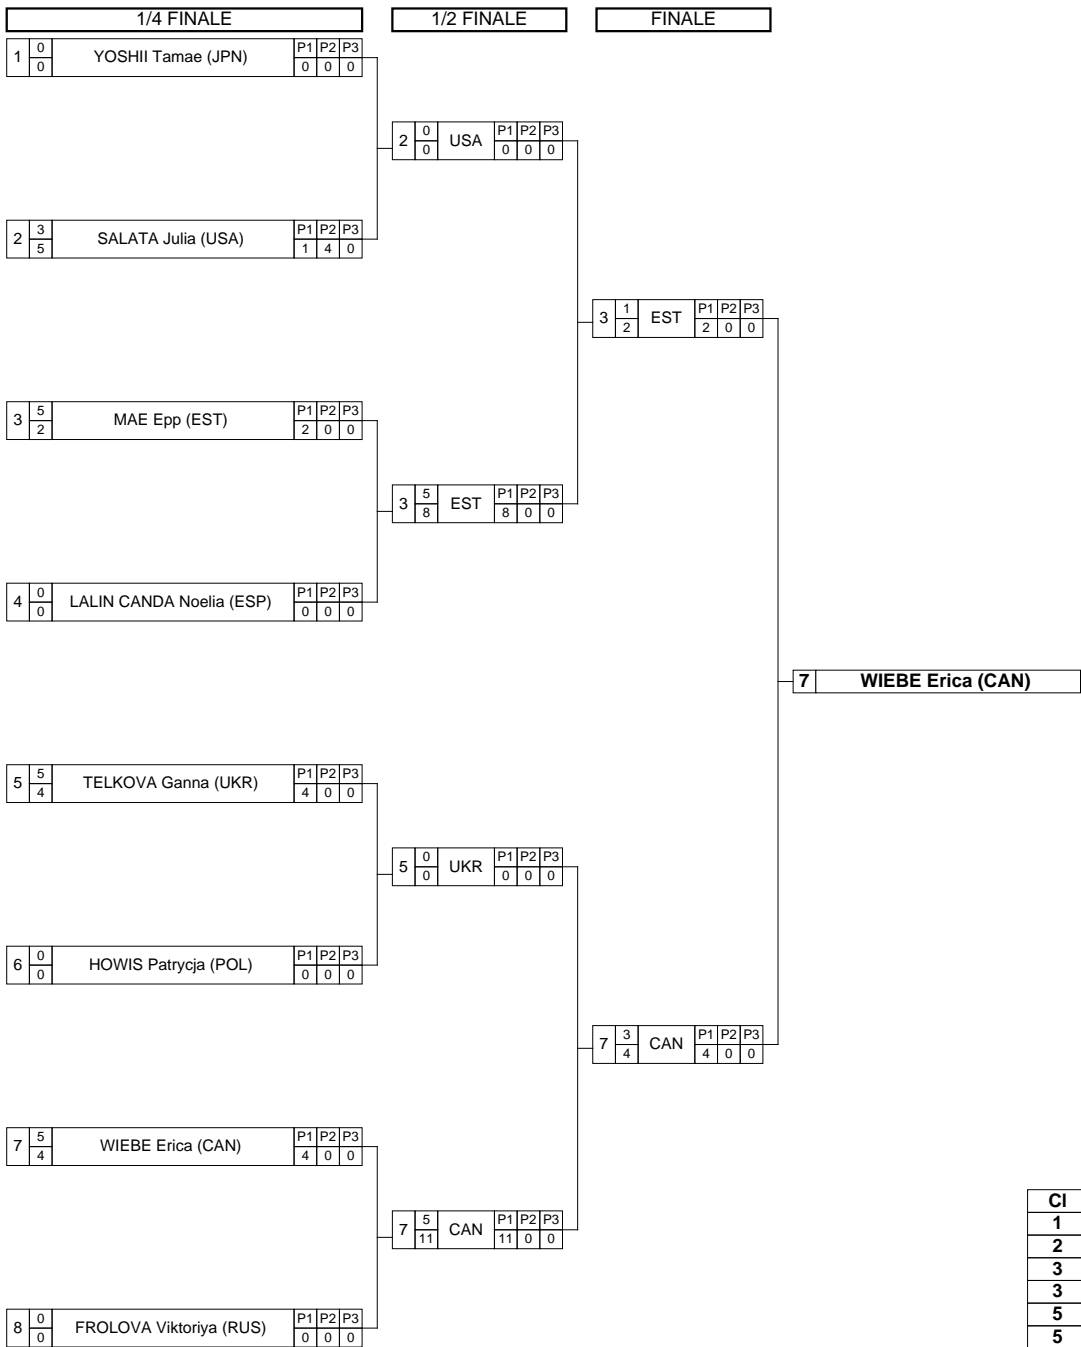 1/4 FINALE 1/2 FINALE FINALE
1 0 0 YOSHII Tamae (JPN) P1 P2 P3 0 0 0
2 0 0 USA P1 P2 P3 0 0 0
2 3 5 SALATA Julia (USA) P1 P2 P3 1 4 0
3 1 2 EST P1 P2 P3 2 0 0
3 5 2 MAE Epp (EST) P1 P2 P3 2 0 0
3 5 8 EST P1 P2 P3 8 0 0
4 0 0 LALIN CANDA Noelia (ESP) P1 P2 P3 0 0 0
7 WIEBE Erica (CAN)
5 5 4 TELKOVA Ganna (UKR) P1 P2 P3 4 0 0
5 0 0 UKR P1 P2 P3 0 0 0
6 0 0 HOWIS Patrycja (POL) P1 P2 P3 0 0 0
7 3 4 CAN P1 P2 P3 4 0 0
7 5 4 WIEBE Erica (CAN) P1 P2 P3 4 0 0
7 5 11 CAN P1 P2 P3 11 0 0
8 0 0 FROLOVA Viktoriya (RUS) P1 P2 P3 0 0 0
Cl
1
2
3
3
5
5